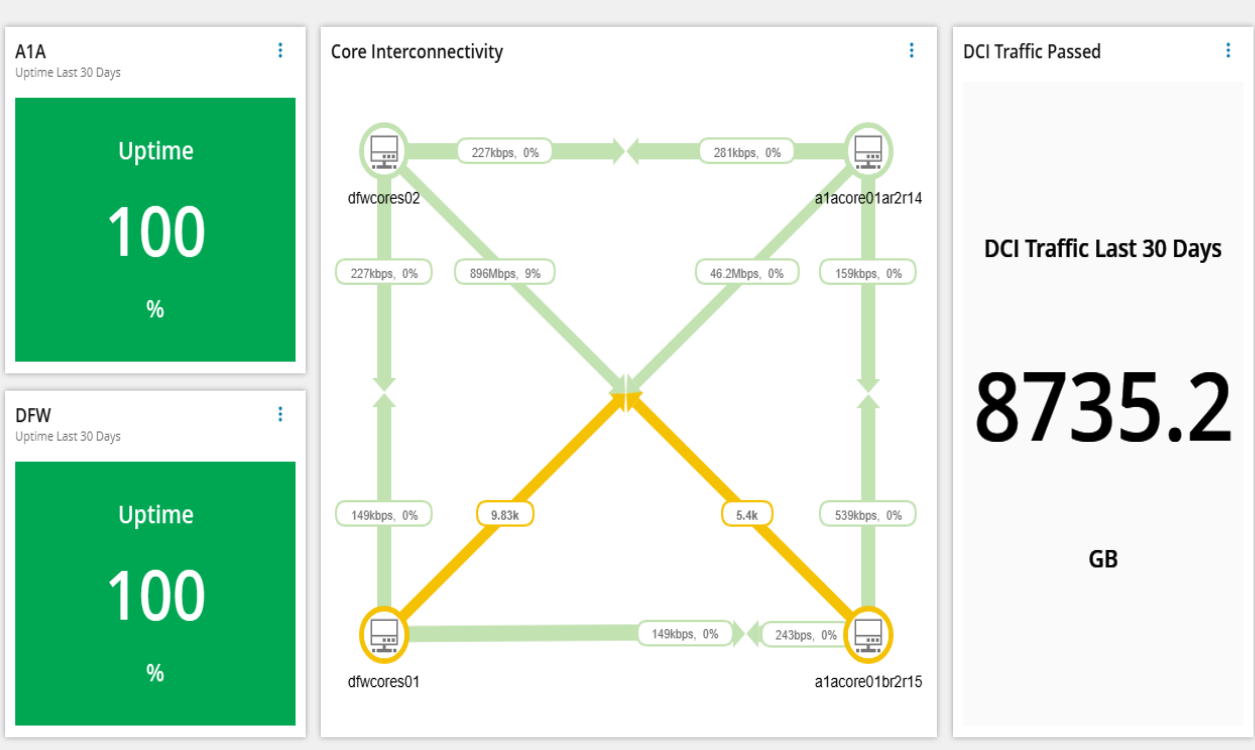 A1A
Uptime Last 30 Days
Uptime
100
%
DFW
Uptime Last 30 Days
Uptime
100
%
Core Interconnectivity
227kbps, 0%
281kbps, 0%
dfwcores02
a1acore01ar2r14
227kbps, 0%
896Mbps, 9%
46.2Mbps, 0%
159kbps, 0%
149kbps, 0%
9.83k
5.4k
539kbps, 0%
149kbps, 0%
243bps, 0%
dfwcores01
a1acore01br2r15
DCI Traffic Passed
DCI Traffic Last 30 Days
8735.2
GB